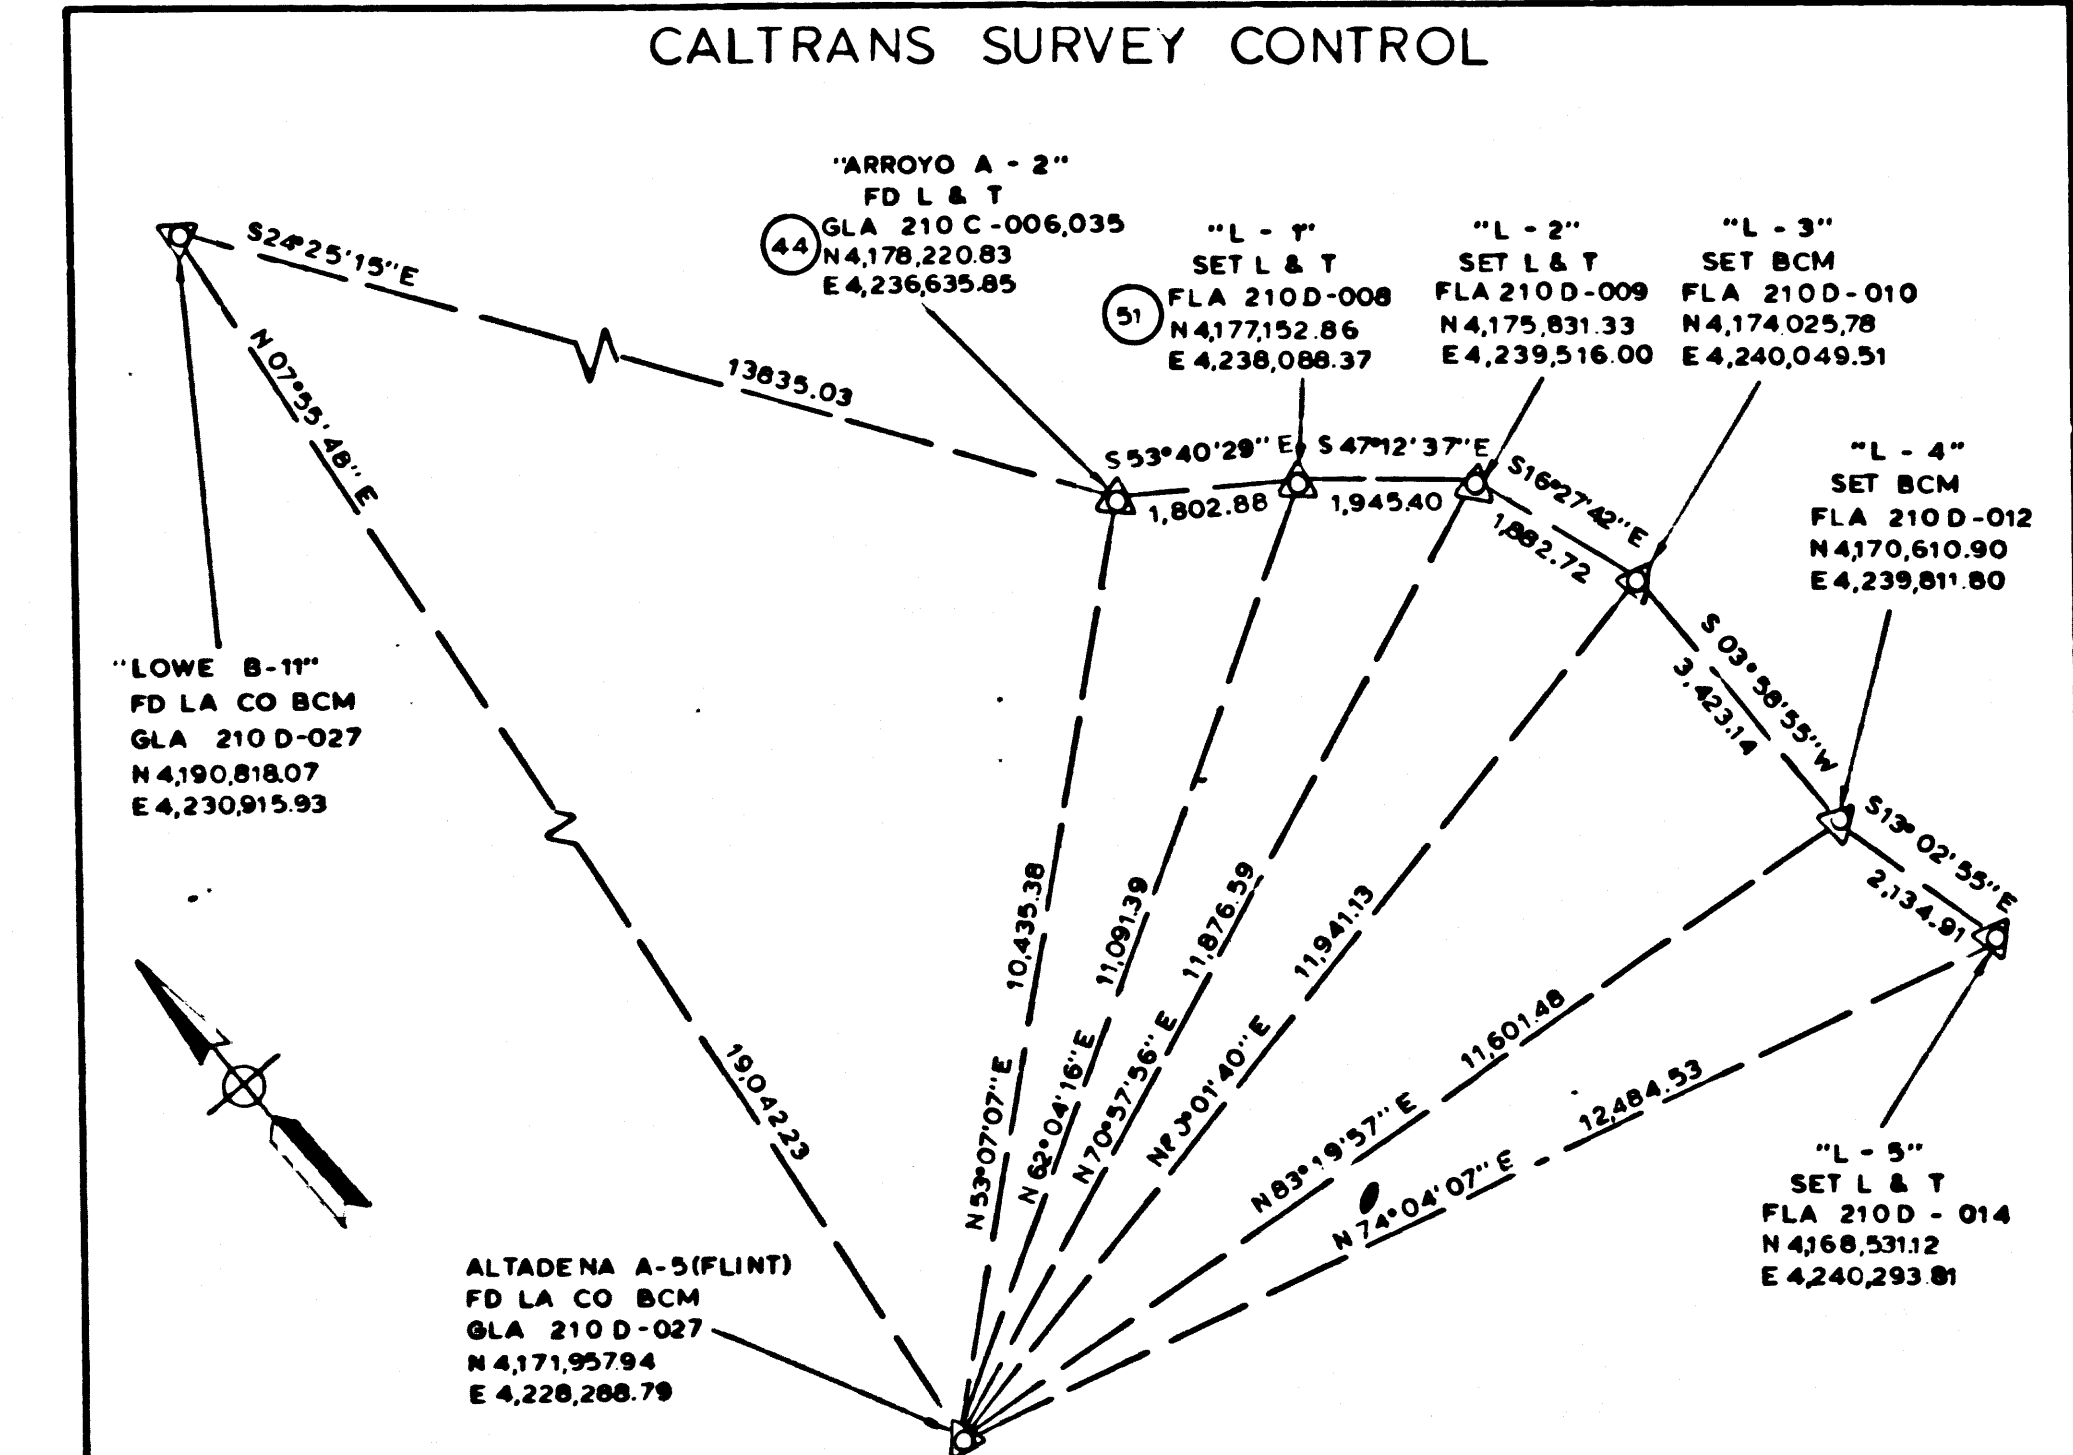 CALTRANS SURVEY CONTROL
"ARROYO A - 2"
FD L & T
44
GLA 210 C-006,035
N 4,178,220.83
E 4,236,635.85
"L - 1"
SET L & T
51
FLA 210 D-008
N 4,177,152.86
E 4,238,088.37
"L - 2"
SET L & T
FLA 210 D-009
N 4,175,831.33
E 4,239,516.00
"L - 3"
SET BCM
FLA 210 D-010
N 4,174.025,78
E 4,240,049.51
"L - 4"
SET BCM
FLA 210 D-012
N 4,170,610.90
E 4,239,811.80
S24°25'15"E
13835.03
N 07°55'48"E
19,042.23
S 53°40'29" E
1,802.88
S 47°12'37"E
1,945.40
S16°27'42"E
1,882.72
S 03°58'55"W
3,423.14
S13°02'55"E
2,134.91
"LOWE B-11"
FD LA CO BCM
GLA 210 D-027
N 4,190,818.07
E 4,230,915.93
10,435.38
N 53°07'07"E
11,091.39
N 62°04'16"E
11,876.59
N 70°57'56"E
11,941.13
01'40"E
11,601.48
N 83°19'57" E
12,484.53
N 74°04'07" E
"L - 5"
SET L & T
FLA 210 D - 014
N 4,168,531.12
E 4,240,293.81
ALTADENA A-5(FLINT)
FD LA CO BCM
GLA 210 D-027
N 4,171,957.94
E 4,228,288.79